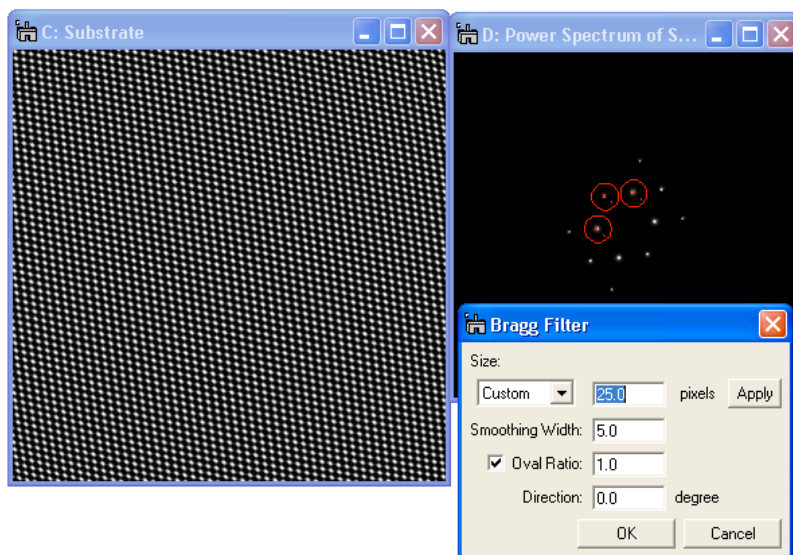 C: Substrate
D: Power Spectrum of S...
Bragg Filter
Size:
Custom 25.0 pixels Apply
Smoothing Width: 5.0
Oval Ratio: 1.0
Direction: 0.0 degree
OK Cancel